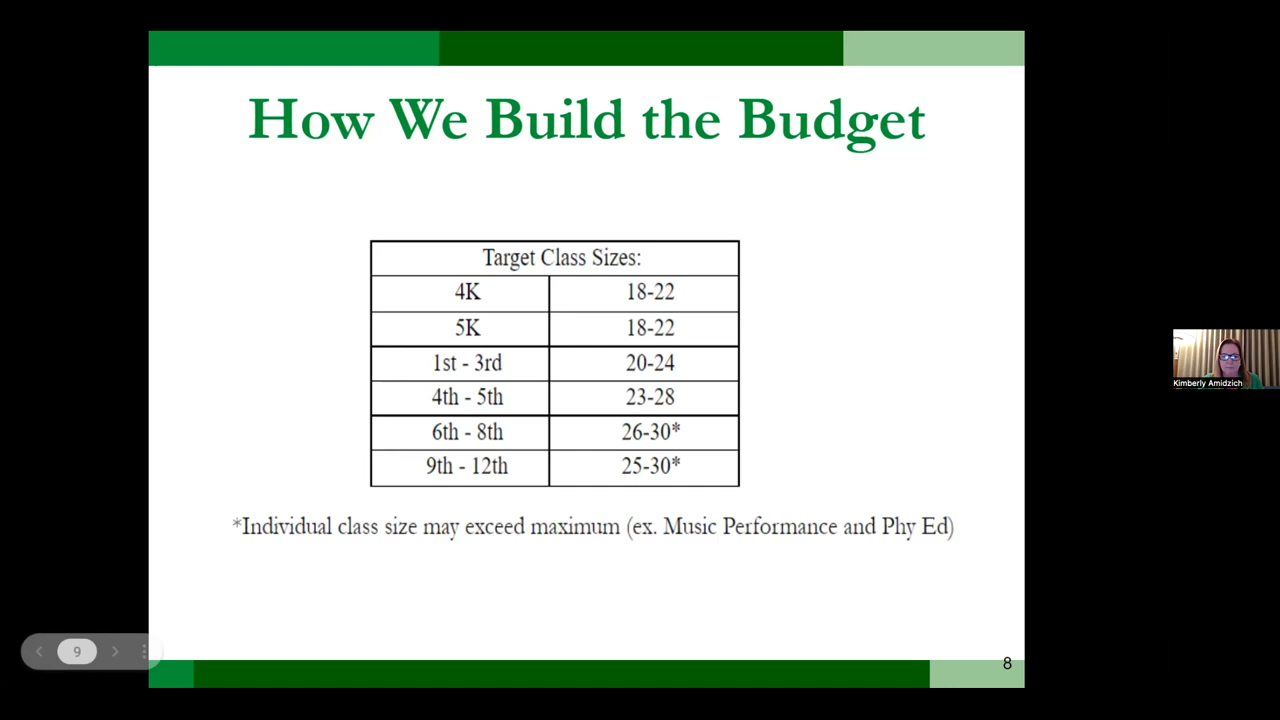 How We Build the Budget
Target Class Sizes:
4K 18-22
5K 18-22
1st - 3rd 20-24
4th - 5th 23-28
6th - 8th 26-30*
9th - 12th 25-30*
*Individual class size may exceed maximum (ex. Music Performance and Phy Ed)
Kimberly Amidzich
9
8